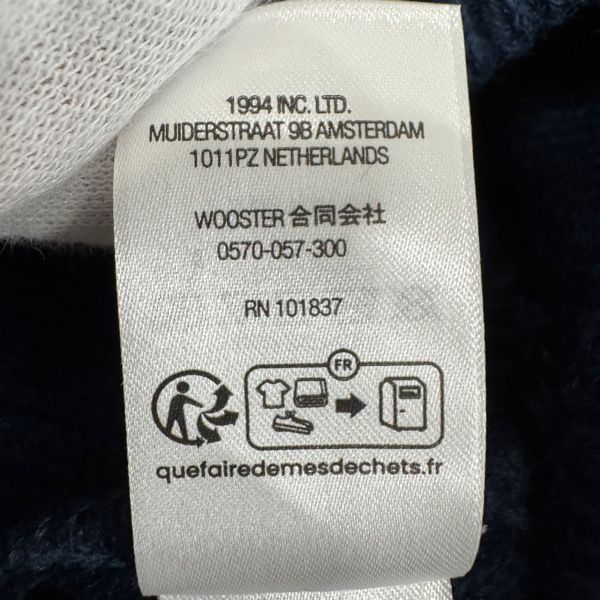 1994 INC. LTD.
MUIDERSTRAAT 9B AMSTERDAM
1011PZ NETHERLANDS
WOOSTER 合同会社
0570-057-300
RN 101837
FR
quefairedemesdechets.fr